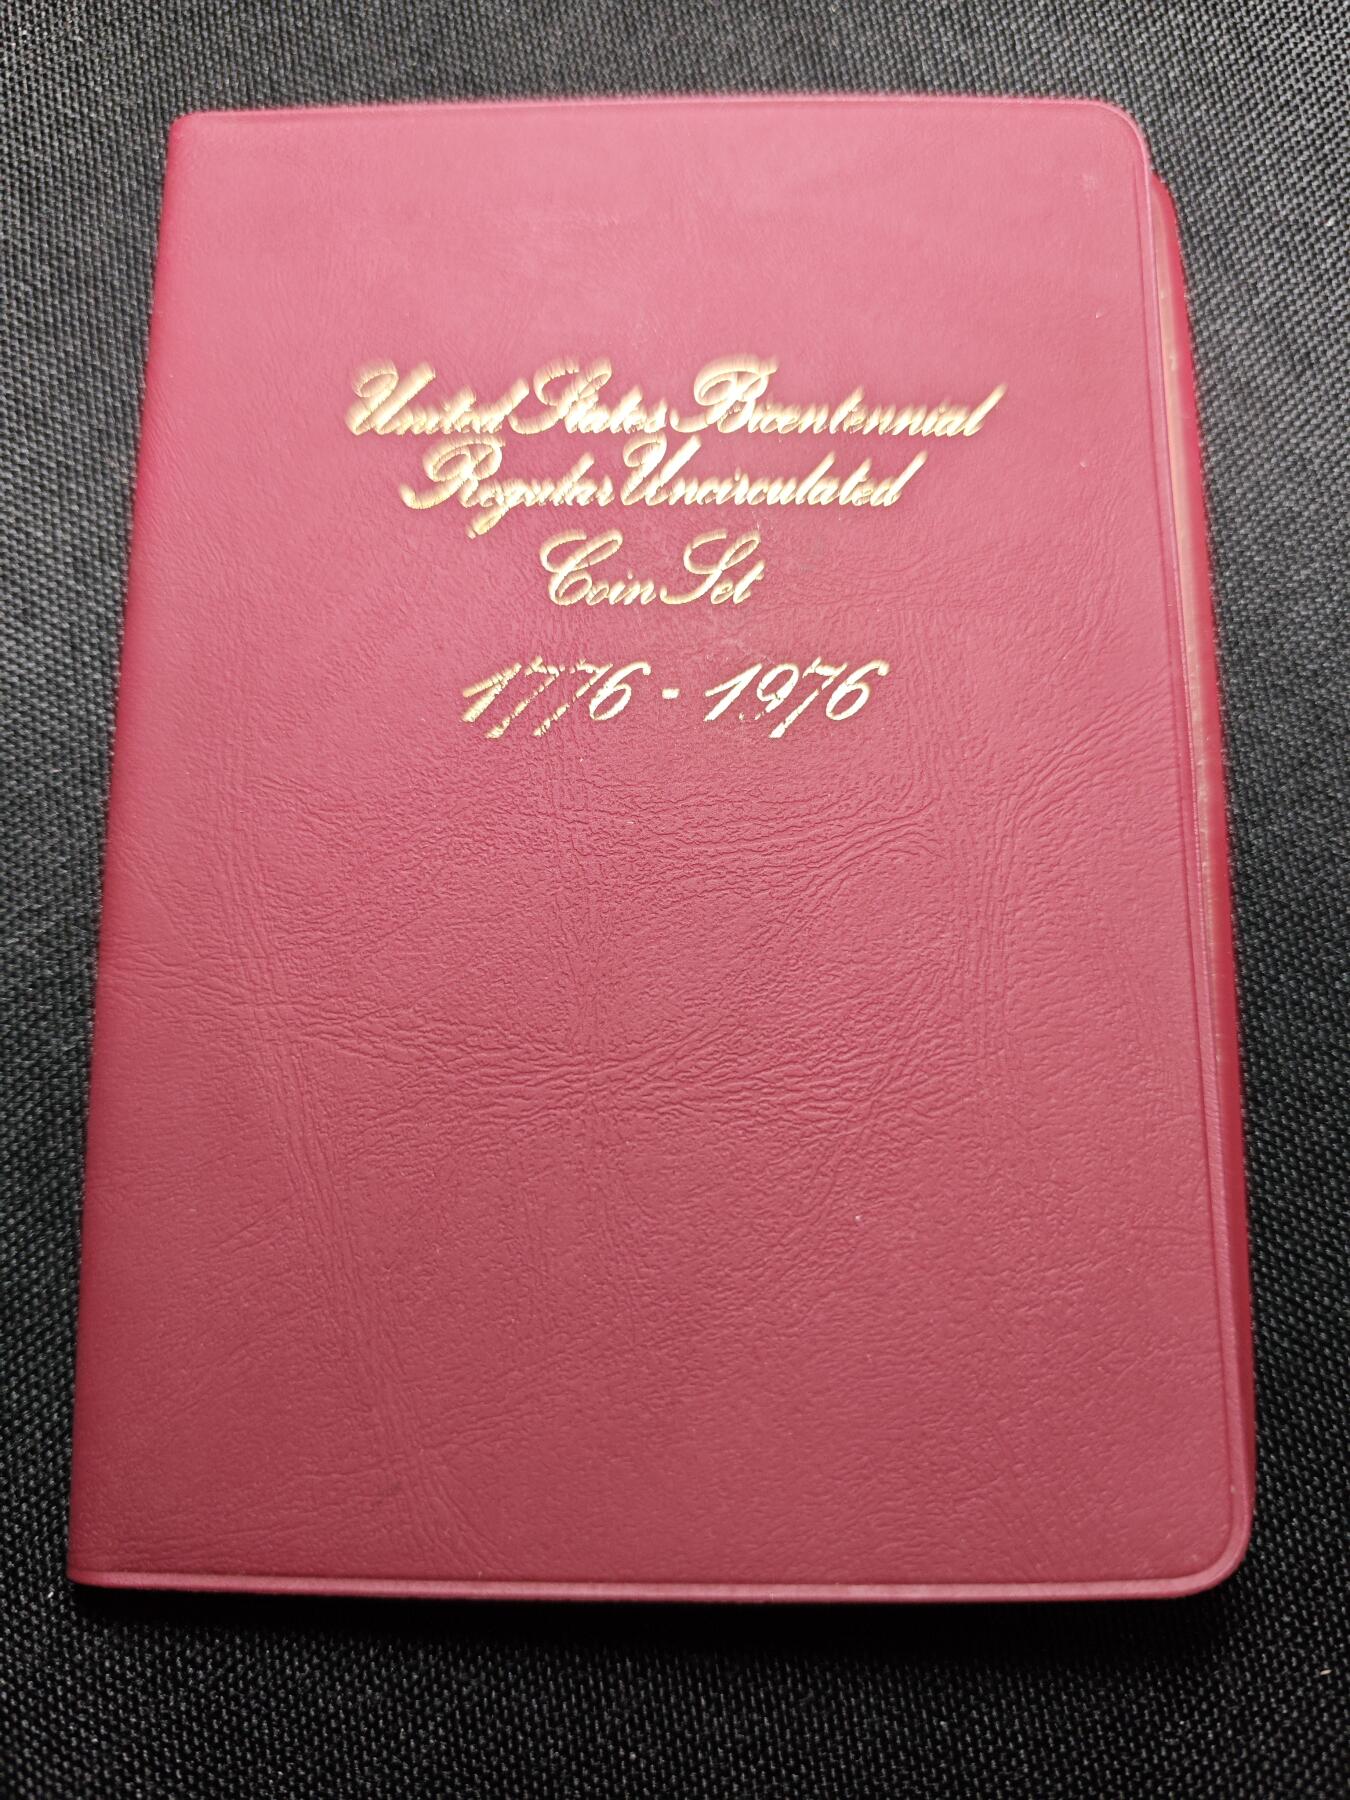 United States Bicentennial
Regular Uncirculated
Coin Set
1776 - 1976